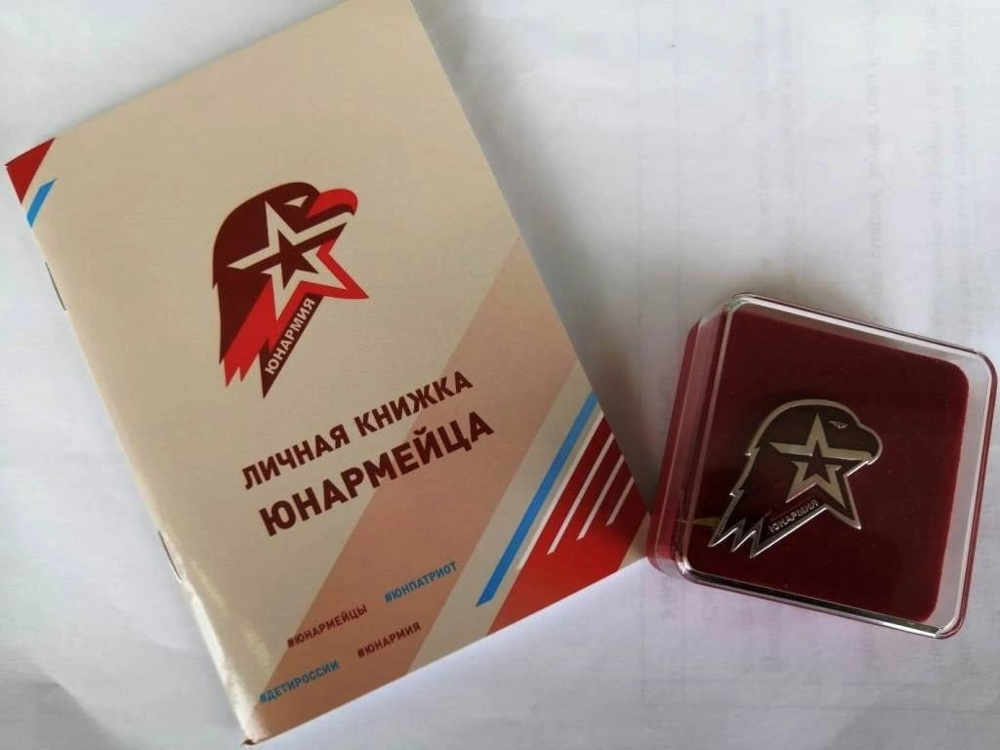 ЮНАРМИЯ
ЛИЧНАЯ КНИЖКА
ЮНАРМЕЙЦА
#ЮНАРМЕЙЦЫ #ЮНПАТРИОТ
#ДЕТИРОССИИ #ЮНАРМИЯ
ЮНАРМИЯ